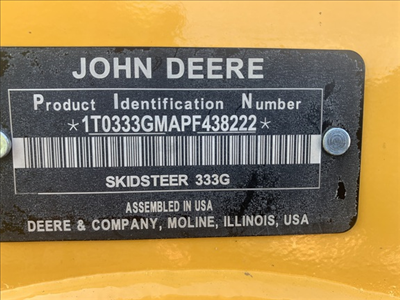 JOHN DEERE
Product Identification Number
*1T0333GMAPF438222*
SKIDSTEER 333G
ASSEMBLED IN USA
DEERE & COMPANY, MOLINE, ILLINOIS, USA